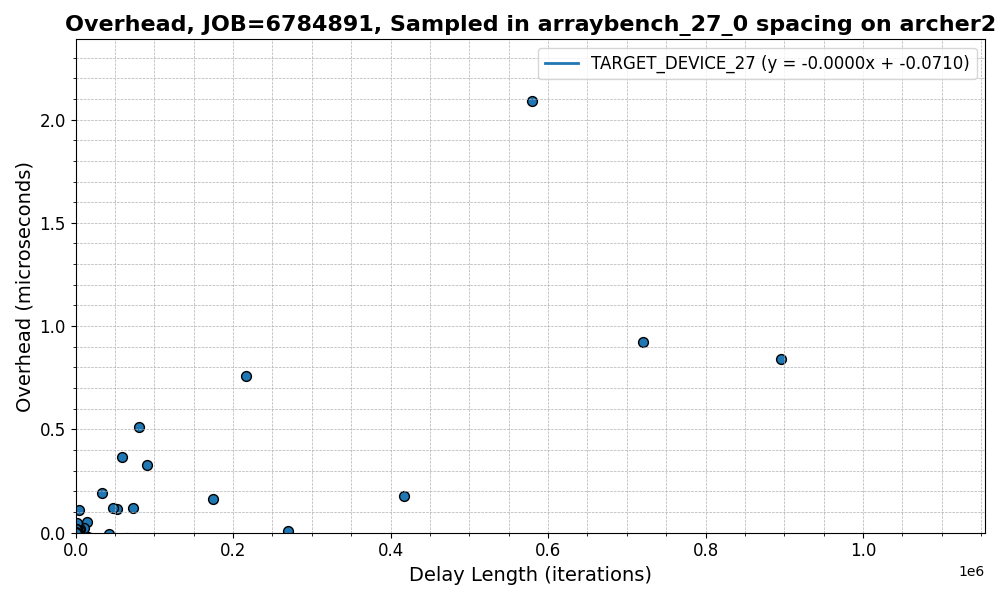 Overhead, JOB=6784891, Sampled in arraybench_27_0 spacing on archer2
TARGET_DEVICE_27 (y = -0.0000x + -0.0710)
Overhead (microseconds)
2.0
1.5
1.0
0.5
0.0
0.0 0.2 0.4 0.6 0.8 1.0
1e6
Delay Length (iterations)